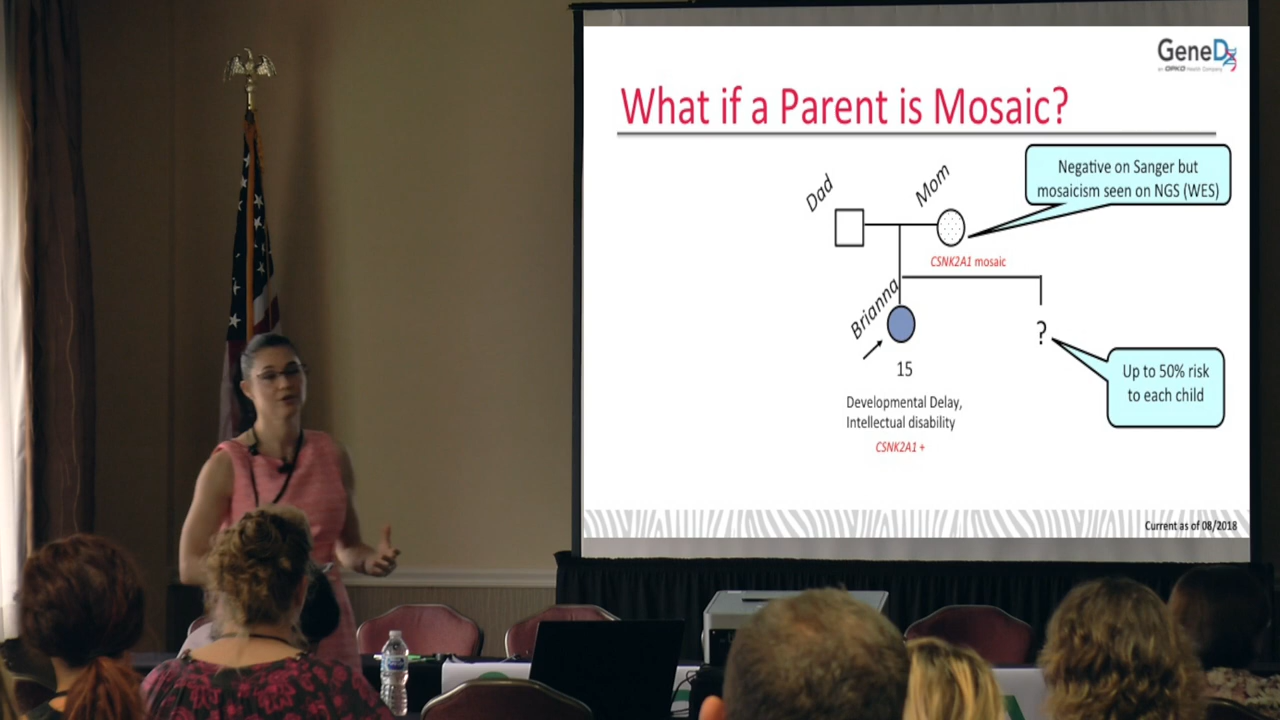 GeneDx
an OPKO Health Company
What if a Parent is Mosaic?
Negative on Sanger but
mosaicism seen on NGS (WES)
Dad
Mom
CSNK2A1 mosaic
Brianna
?
15
Up to 50% risk
to each child
Developmental Delay,
Intellectual disability
CSNK2A1 +
Current as of 08/2018